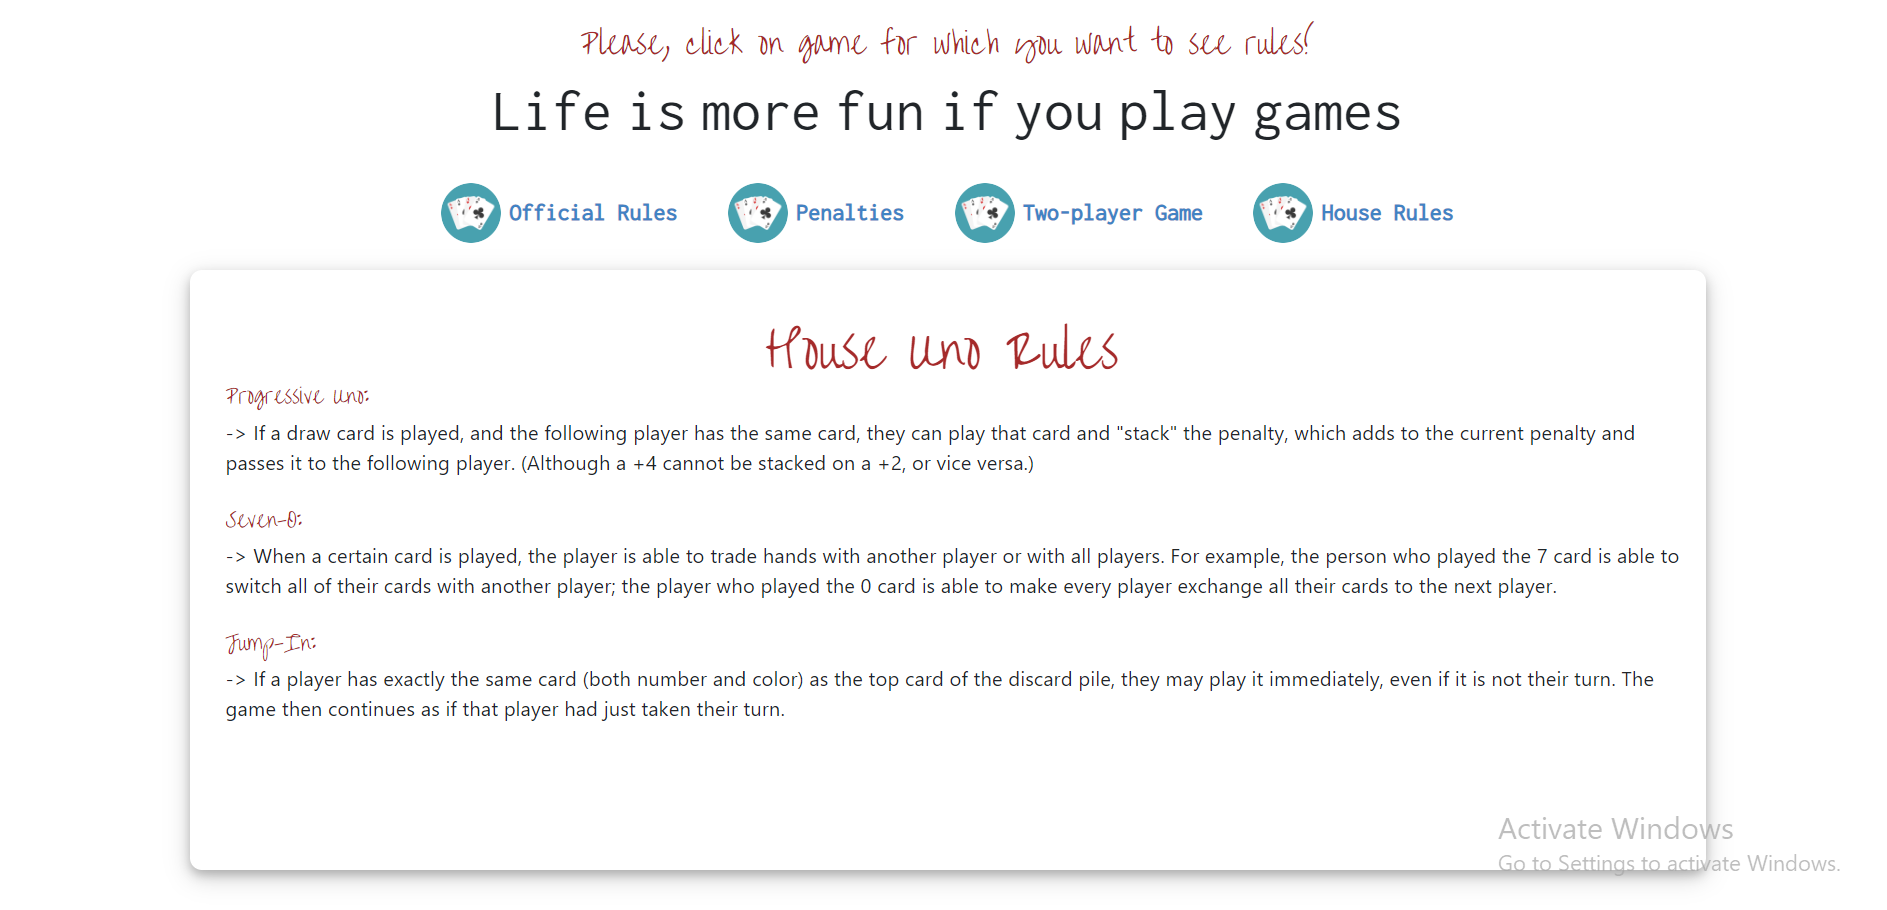 Please, click on game for which you want to see rules!
Life is more fun if you play games
Official Rules Penalties Two-player Game House Rules
House Uno Rules
Progressive Uno:
-> If a draw card is played, and the following player has the same card, they can play that card and "stack" the penalty, which adds to the current penalty and
passes it to the following player. (Although a +4 cannot be stacked on a +2, or vice versa.)
Seven-0:
-> When a certain card is played, the player is able to trade hands with another player or with all players. For example, the person who played the 7 card is able to
switch all of their cards with another player; the player who played the 0 card is able to make every player exchange all their cards to the next player.
Jump-In:
-> If a player has exactly the same card (both number and color) as the top card of the discard pile, they may play it immediately, even if it is not their turn. The
game then continues as if that player had just taken their turn.
Activate Windows
Go to Settings to activate Windows.